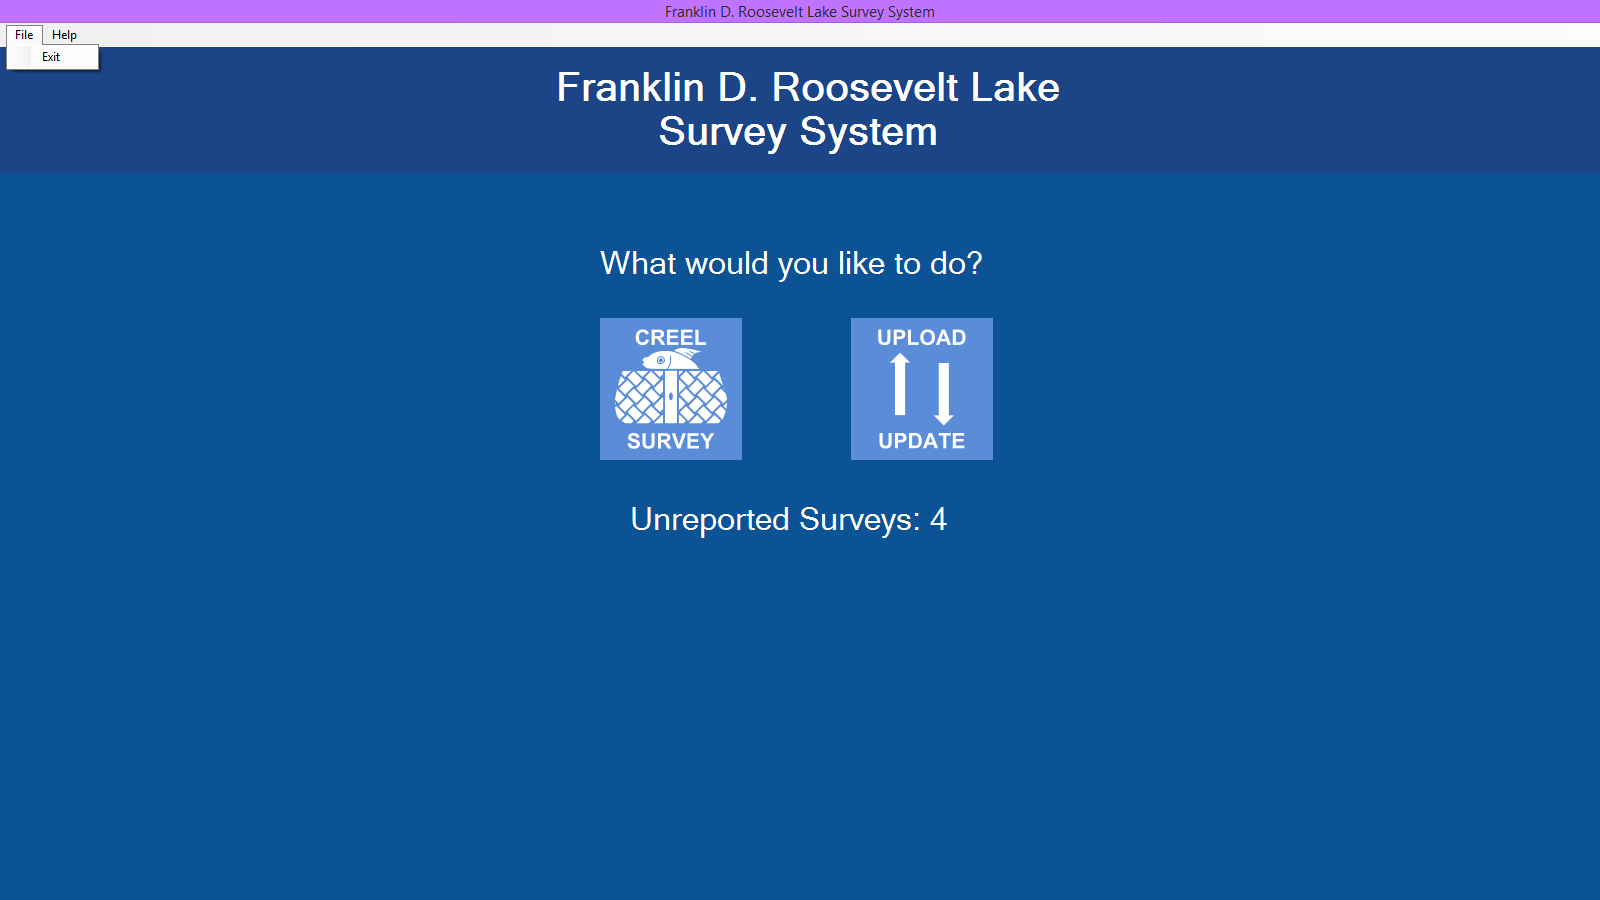 Franklin D. Roosevelt Lake Survey System
File Help
Exit
Franklin D. Roosevelt Lake
Survey System
What would you like to do?
CREEL
SURVEY
UPLOAD
UPDATE
Unreported Surveys: 4